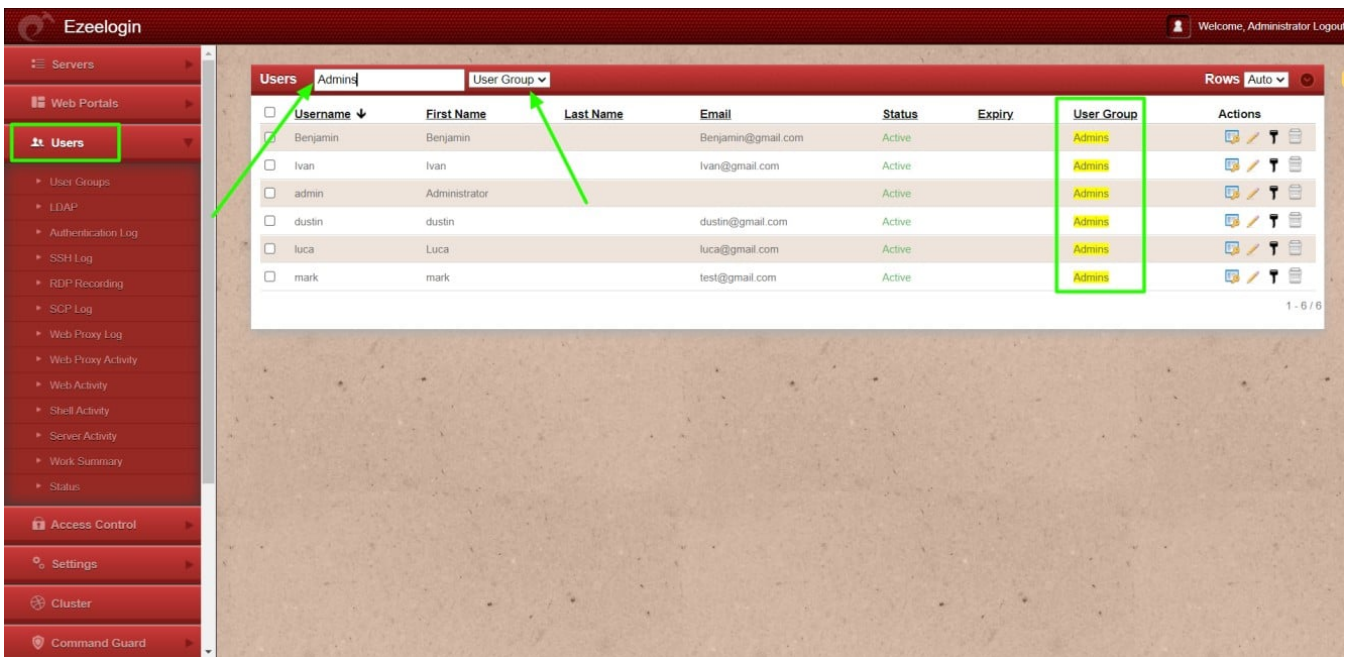 Ezeelogin
Welcome, Administrator Logout
Servers
Web Portals
Users
User Groups
LDAP
Authentication Log
SSH Log
RDP Recording
SCP Log
Web Proxy Log
Web Proxy Activity
Web Activity
Shell Activity
Server Activity
Work Summary
Status
Access Control
Settings
Cluster
Command Guard
Users Admins User Group Rows Auto
Username First Name Last Name Email Status Expiry User Group Actions
Benjamin Benjamin Benjamin@gmail.com Active Admins
Ivan Ivan Ivan@gmail.com Active Admins
admin Administrator Active Admins
dustin dustin dustin@gmail.com Active Admins
luca Luca luca@gmail.com Active Admins
mark mark test@gmail.com Active Admins
1 - 6 / 6